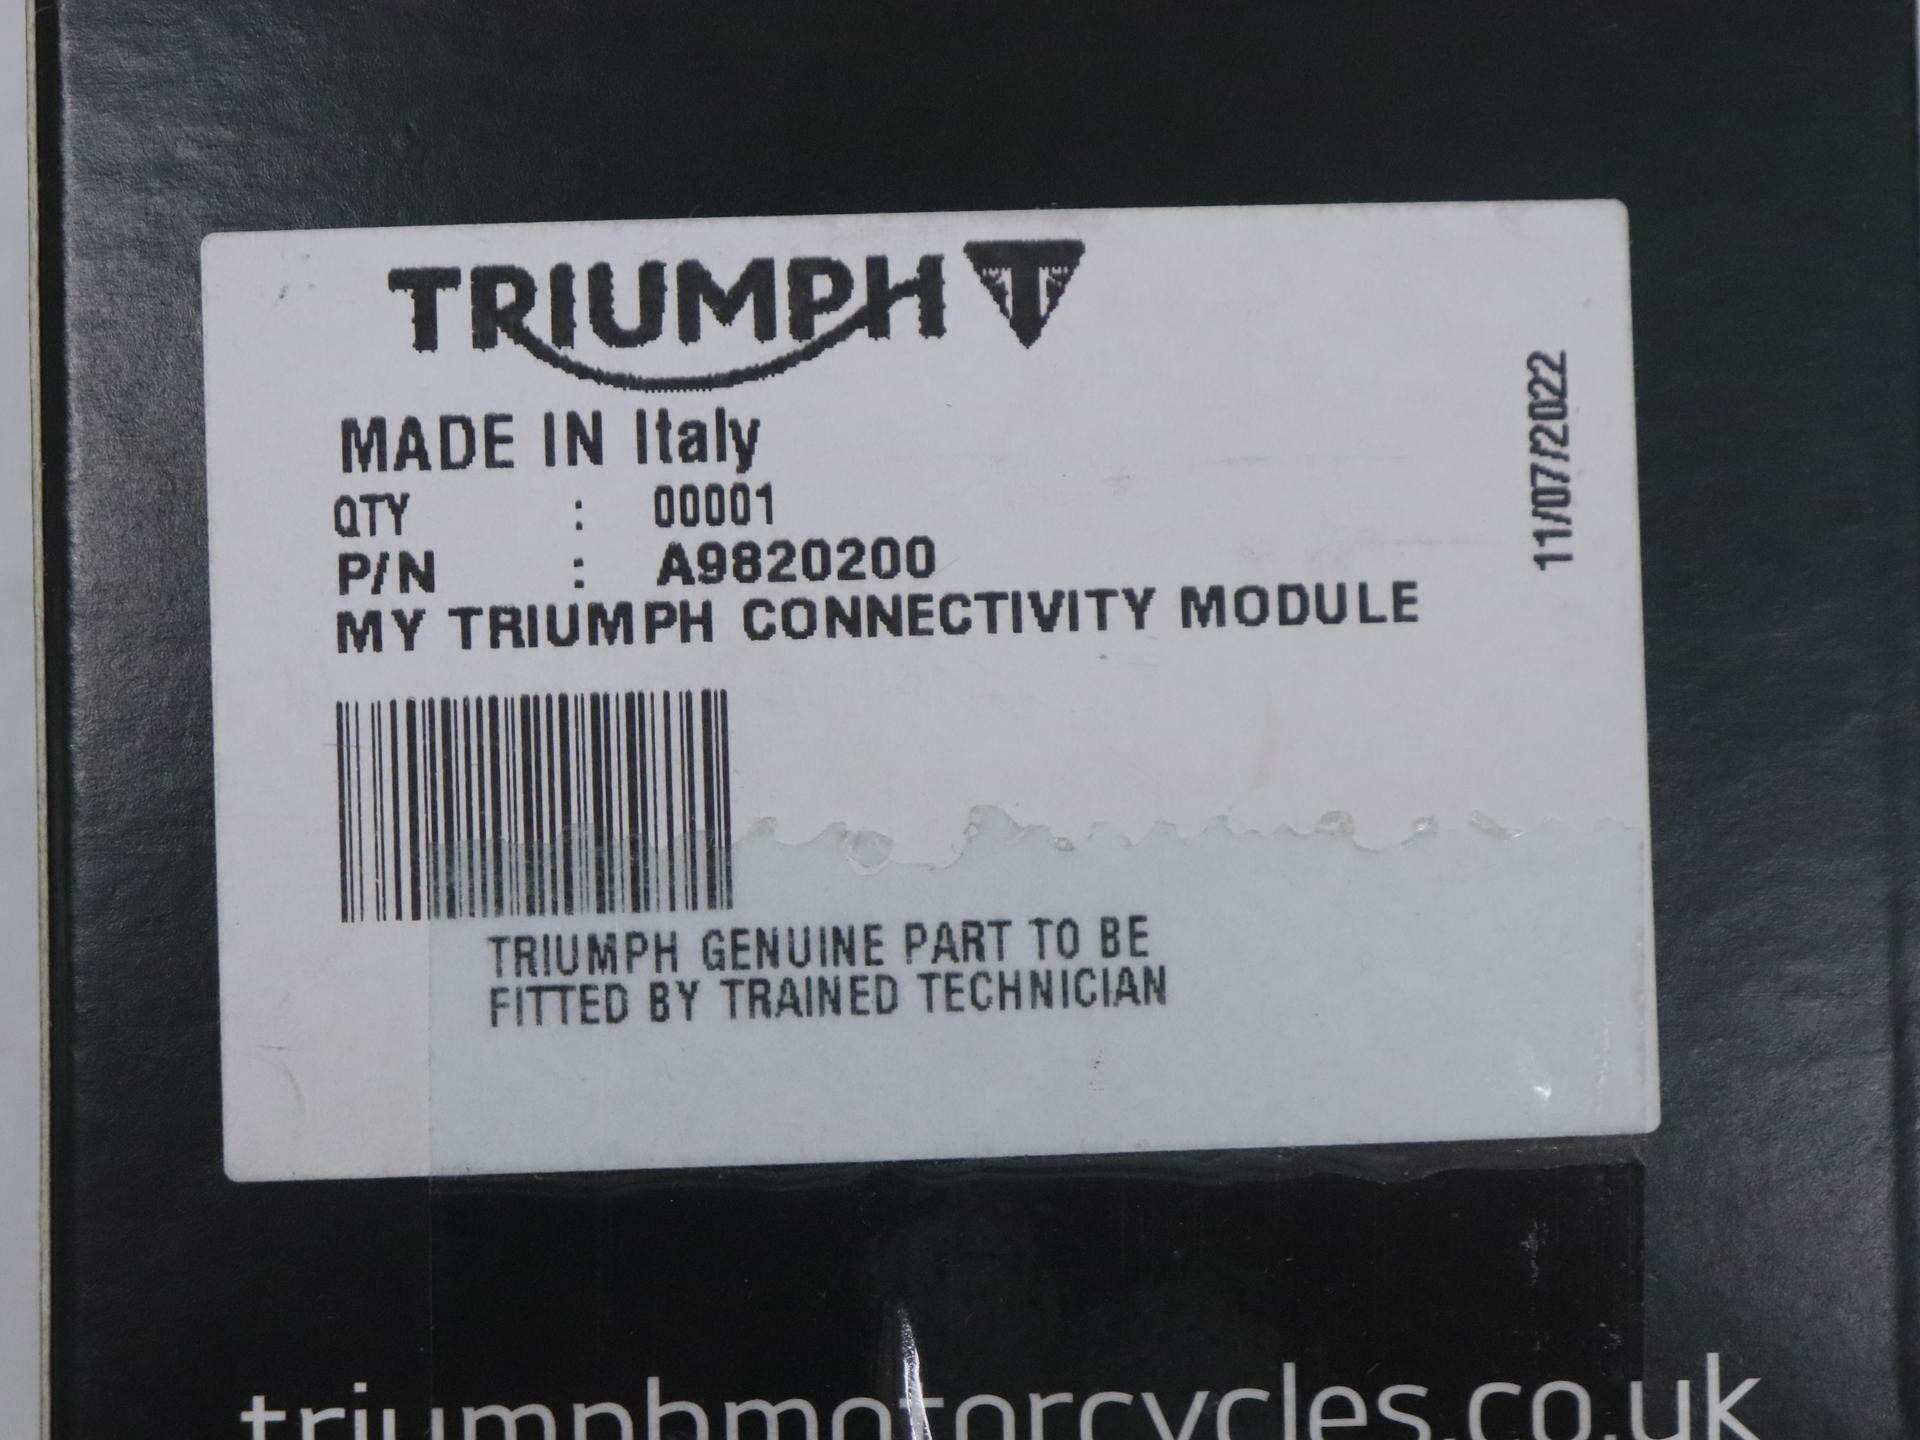 TRIUMPH
MADE IN Italy
QTY : 00001
P/N : A9820200
MY TRIUMPH CONNECTIVITY MODULE
11/07/2022
TRIUMPH GENUINE PART TO BE
FITTED BY TRAINED TECHNICIAN
triumphmotorcycles.co.uk